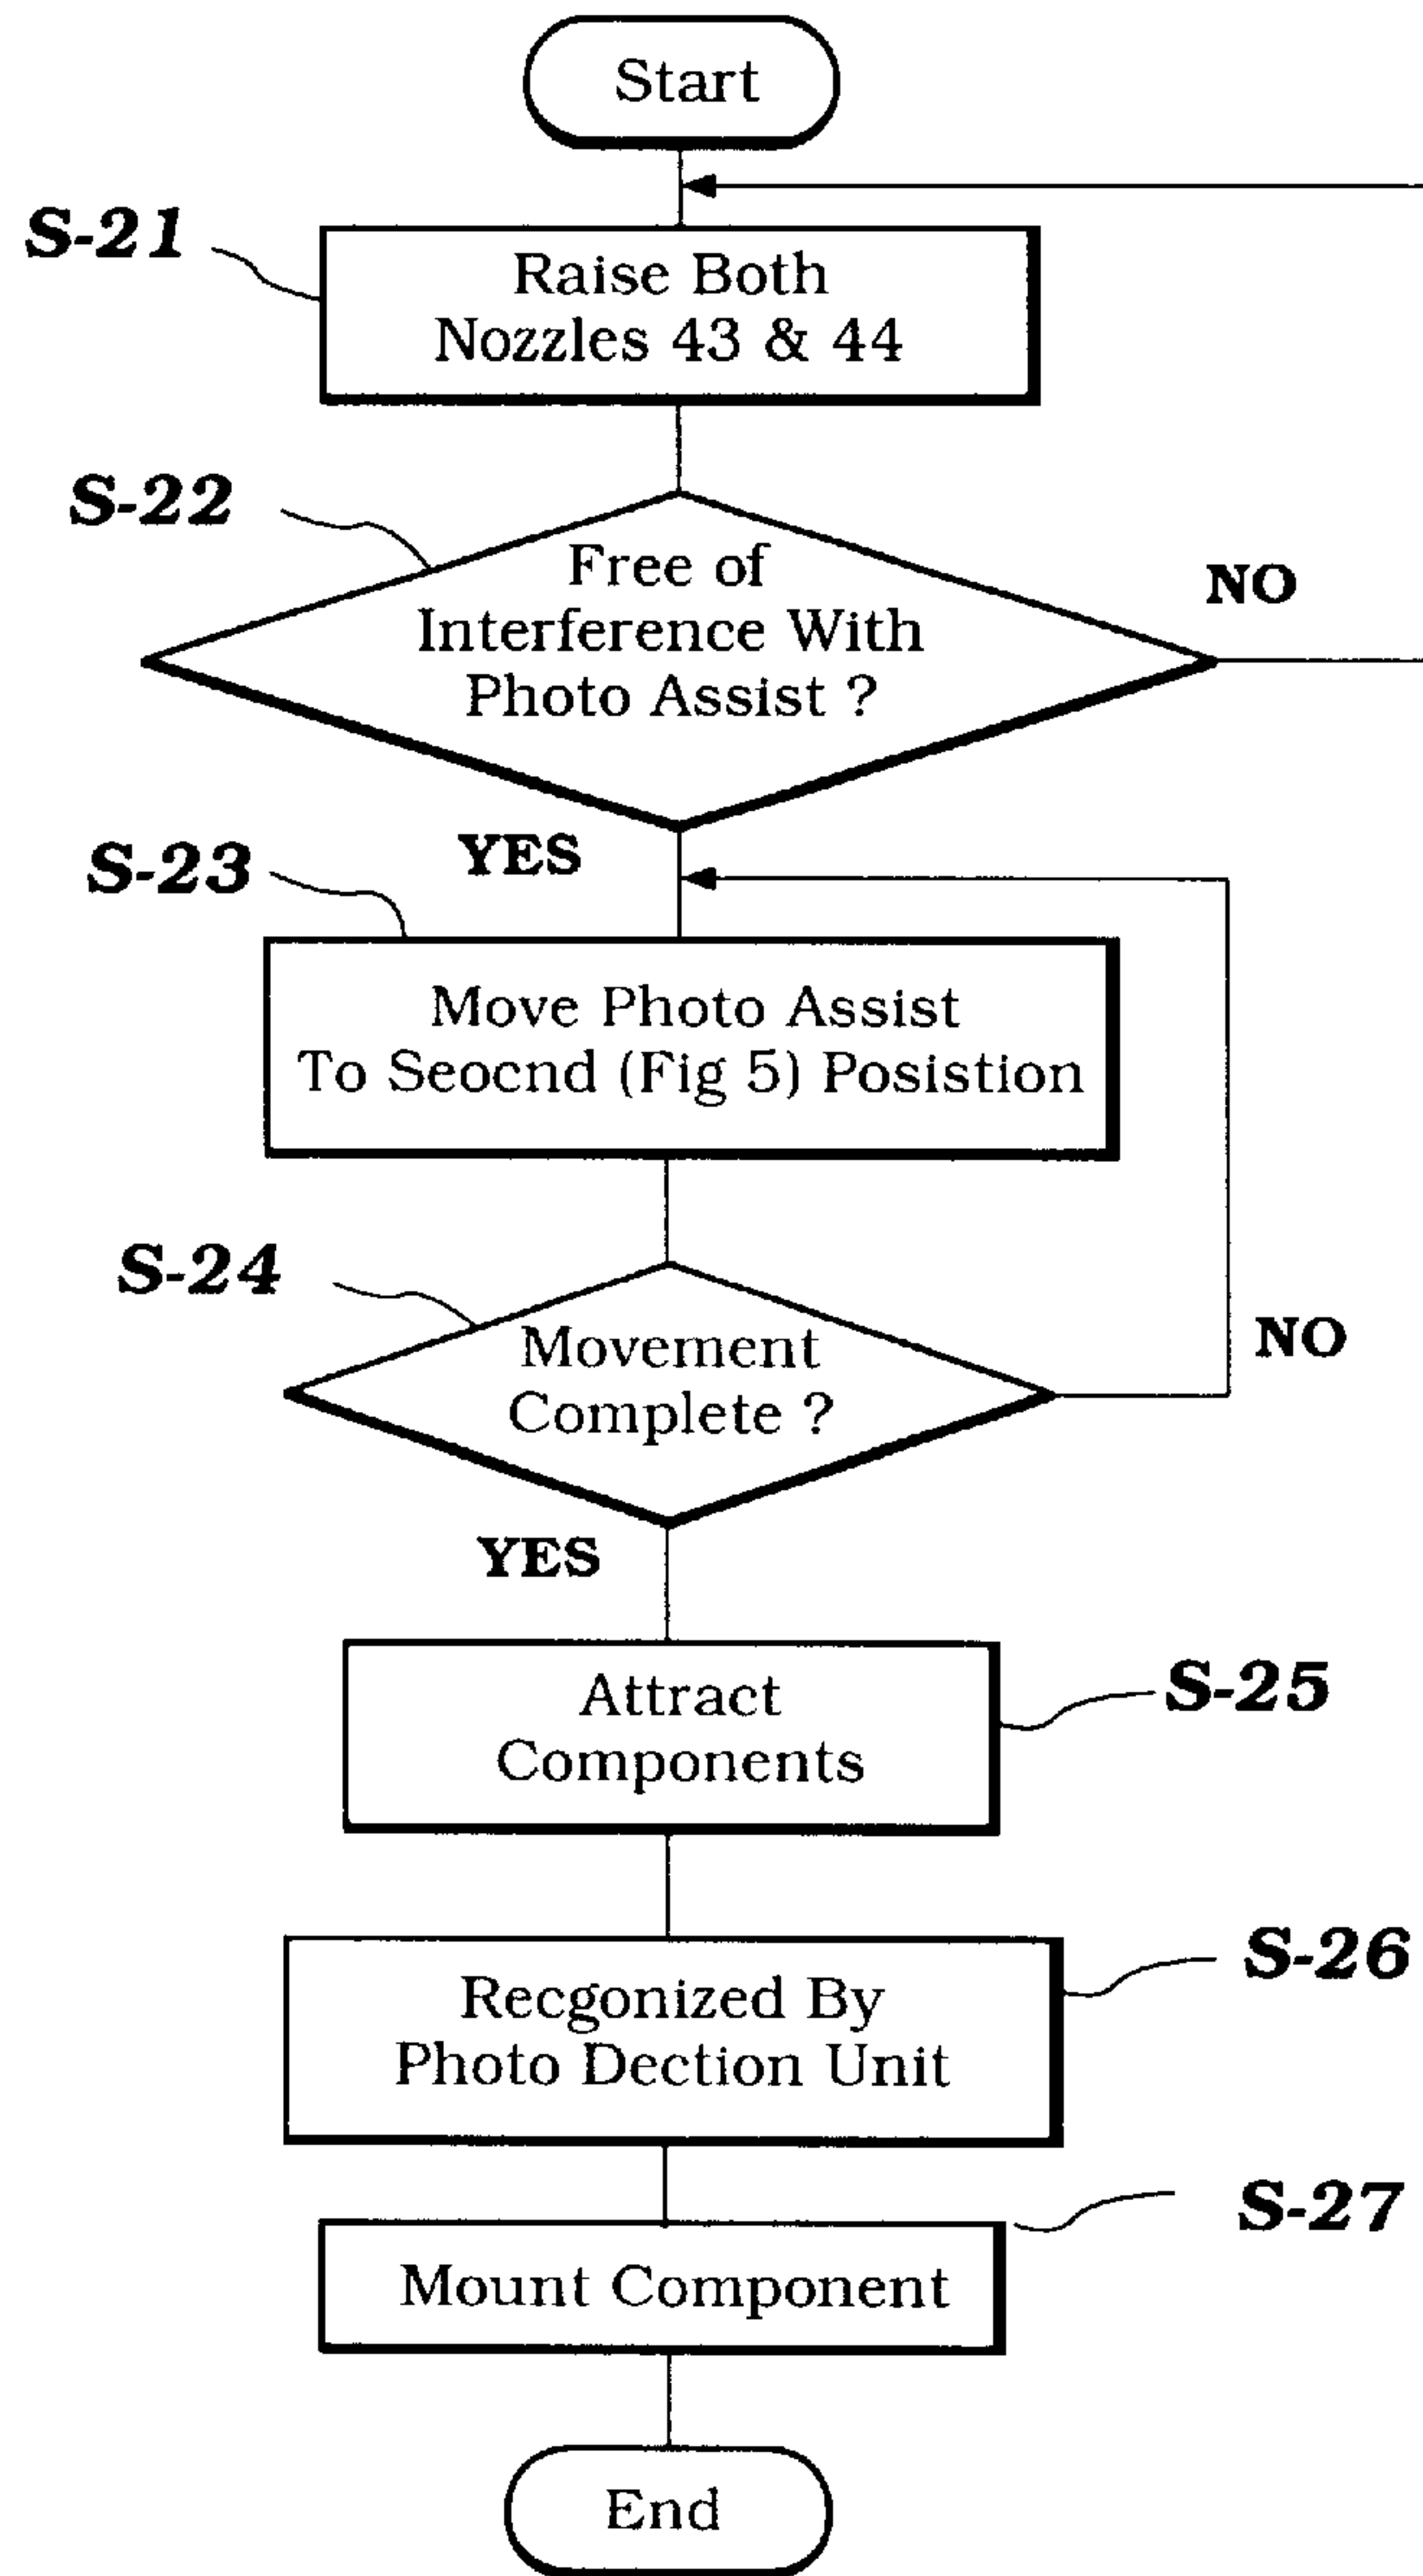 Start
S-21
Raise Both
Nozzles 43 & 44
S-22
Free of
Interference With
Photo Assist ?
NO
YES
S-23
Move Photo Assist
To Seocnd (Fig 5) Posistion
S-24
Movement
Complete ?
NO
YES
Attract
Components
S-25
Recgonized By
Photo Dection Unit
S-26
Mount Component
S-27
End